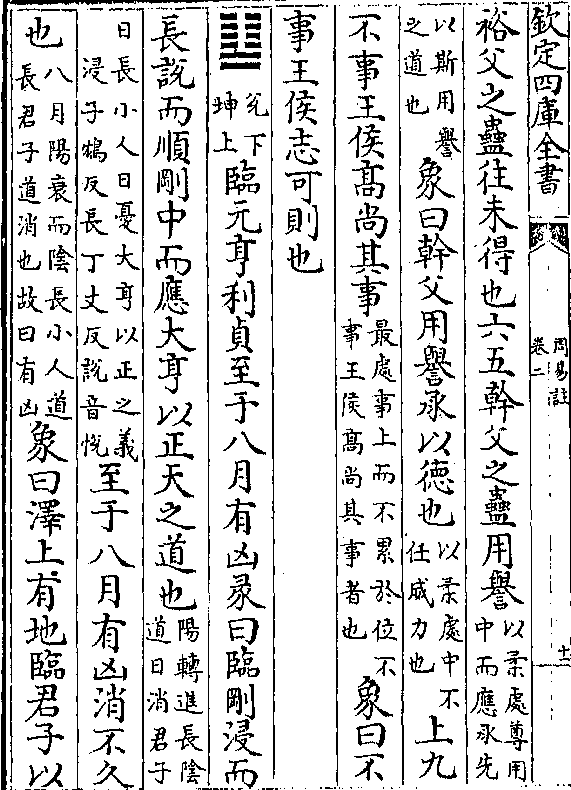 欽定四庫全書
周易註
卷二
十二
裕父之蠱往未得也六五幹父之蠱用譽以柔處尊用中而應承先
以斯用譽之道也象曰幹父用譽承以德也以柔處中不任威力也上九
不事王侯高尚其事最處事上而不累於位不事王侯高尚其事者也象曰不
事王侯志可則也
䷒兊下坤上臨元亨利貞至于八月有凶彖曰臨剛浸而
長說而順剛中而應大亨以正天之道也陽轉進長陰道日消君子
日長小人日憂大亨以正之義浸子鴆反長丁丈反說音悅至于八月有凶消不久
也八月陽衰而陰長小人道長君子道消也故曰有凶象曰澤上有地臨君子以